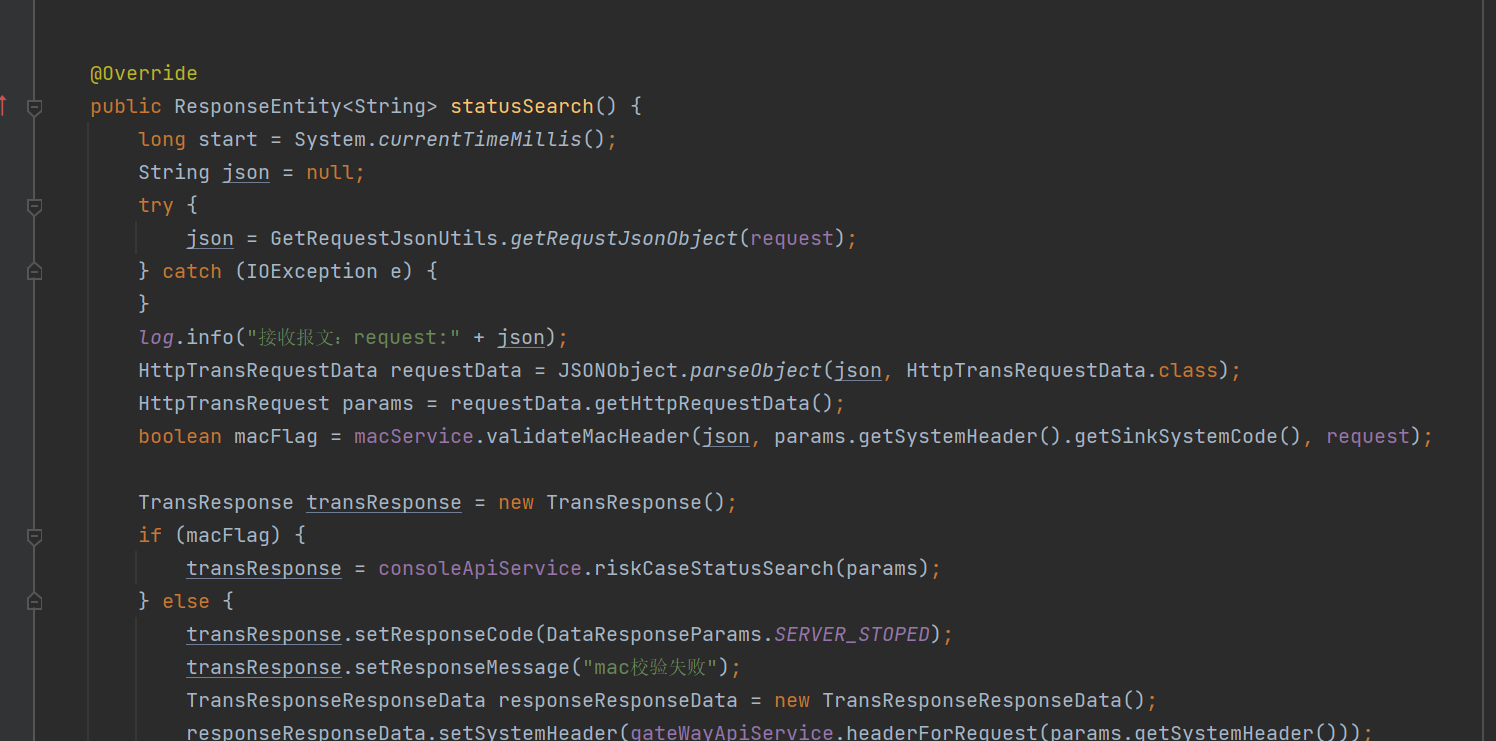 @Override
public ResponseEntity<String> statusSearch() {
long start = System.currentTimeMillis();
String json = null;
try {
json = GetRequestJsonUtils.getRequstJsonObject(request);
} catch (IOException e) {
}
log.info("接收报文：request:" + json);
HttpTransRequestData requestData = JSONObject.parseObject(json, HttpTransRequestData.class);
HttpTransRequest params = requestData.getHttpRequestData();
boolean macFlag = macService.validateMacHeader(json, params.getSystemHeader().getSinkSystemCode(), request);
TransResponse transResponse = new TransResponse();
if (macFlag) {
transResponse = consoleApiService.riskCaseStatusSearch(params);
} else {
transResponse.setResponseCode(DataResponseParams.SERVER_STOPED);
transResponse.setResponseMessage("mac校验失败");
TransResponseResponseData responseResponseData = new TransResponseResponseData();
responseResponseData.setSystemHeader(gateWayApiService.headerForRequest(params.getSystemHeader()));